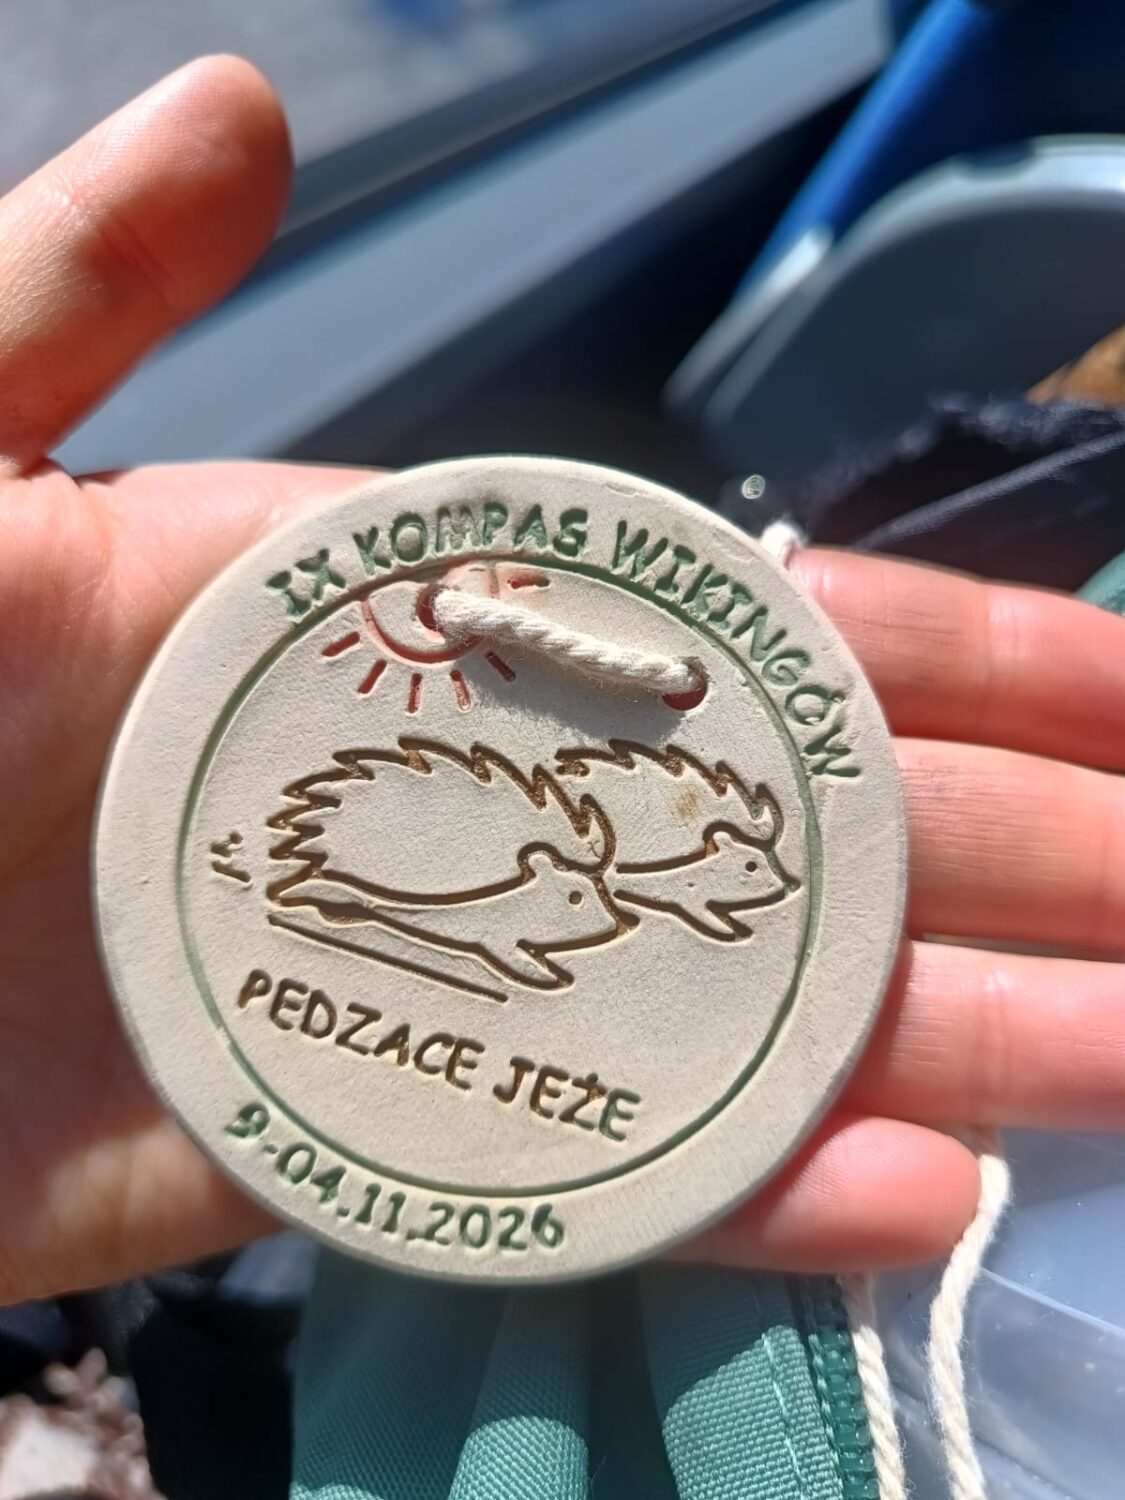 IX KOMPAS WIKINGÓW
PEDZACE JEŻE
9-04.11.2026